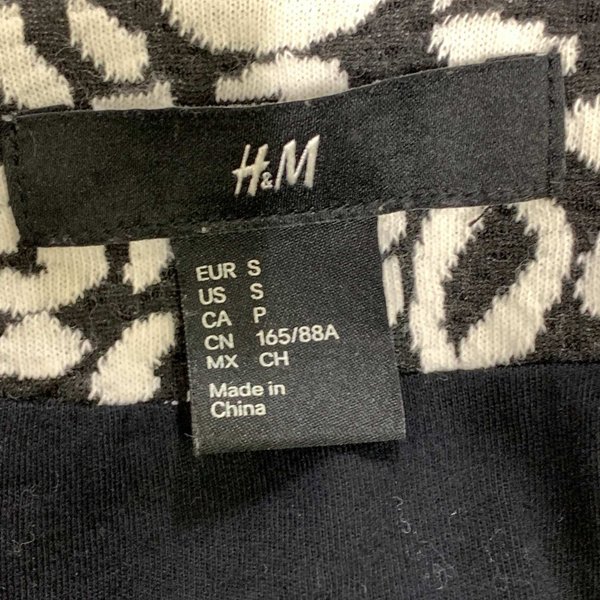 H&M
EUR S
US S
CA P
CN 165/88A
MX CH
Made in
China